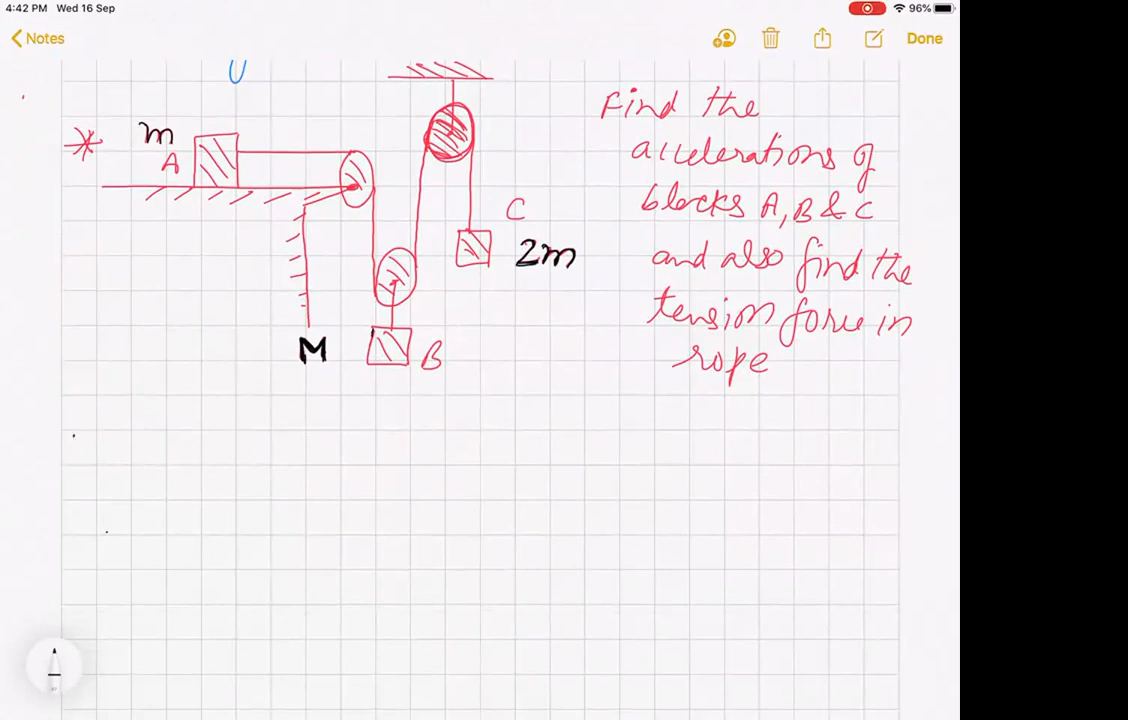 4:42 PM Wed 16 Sep
96%
Notes
Done
U
m
A
C
2m
M
B
Find the
accelerations of
blocks A, B & C
and also find the
tension force in
rope